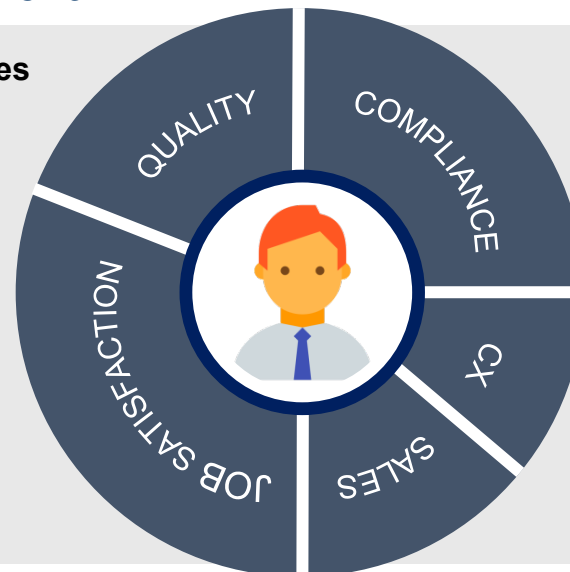 es
QUALITY
COMPLIANCE
CX
SALES
JOB SATISFACTION